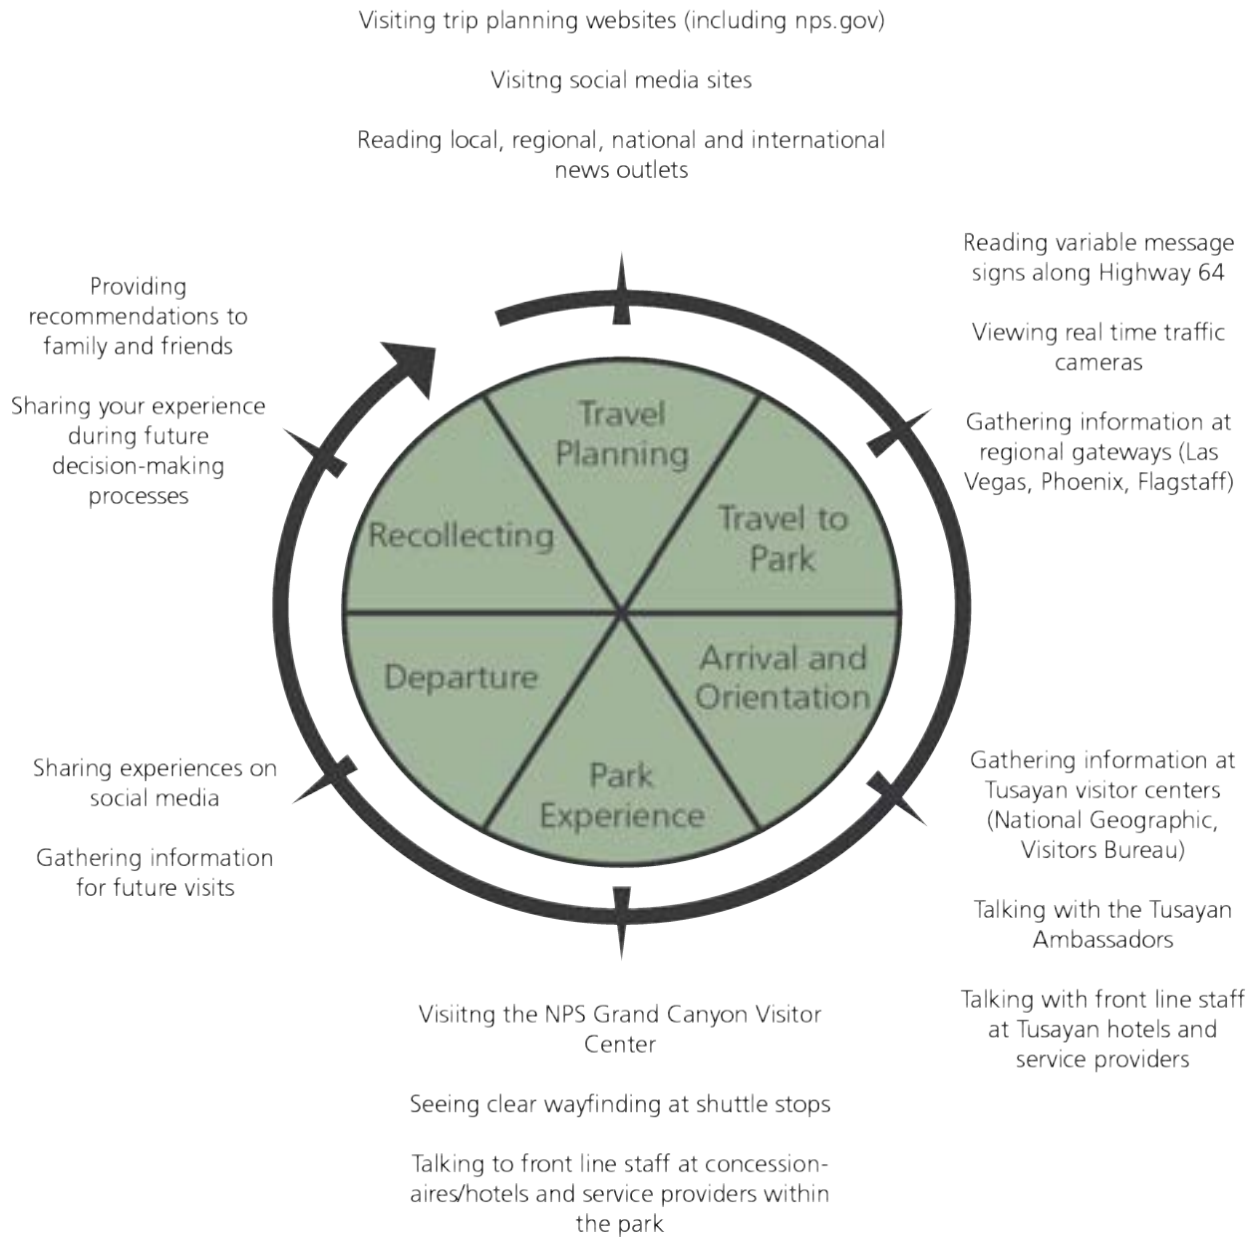 Visiting trip planning websites (including nps.gov)
Visitng social media sites
Reading local, regional, national and international
news outlets
Reading variable message
signs along Highway 64
Viewing real time traffic
cameras
Gathering information at
regional gateways (Las
Vegas, Phoenix, Flagstaff)
Providing
recommendations to
family and friends
Sharing your experience
during future
decision-making
processes
Travel
Planning
Travel to
Park
Recollecting
Arrival and
Orientation
Departure
Park
Experience
Gathering information at
Tusayan visitor centers
(National Geographic,
Visitors Bureau)
Talking with the Tusayan
Ambassadors
Talking with front line staff
at Tusayan hotels and
service providers
Sharing experiences on
social media
Gathering information
for future visits
Visiitng the NPS Grand Canyon Visitor
Center
Seeing clear wayfinding at shuttle stops
Talking to front line staff at concession-
aires/hotels and service providers within
the park